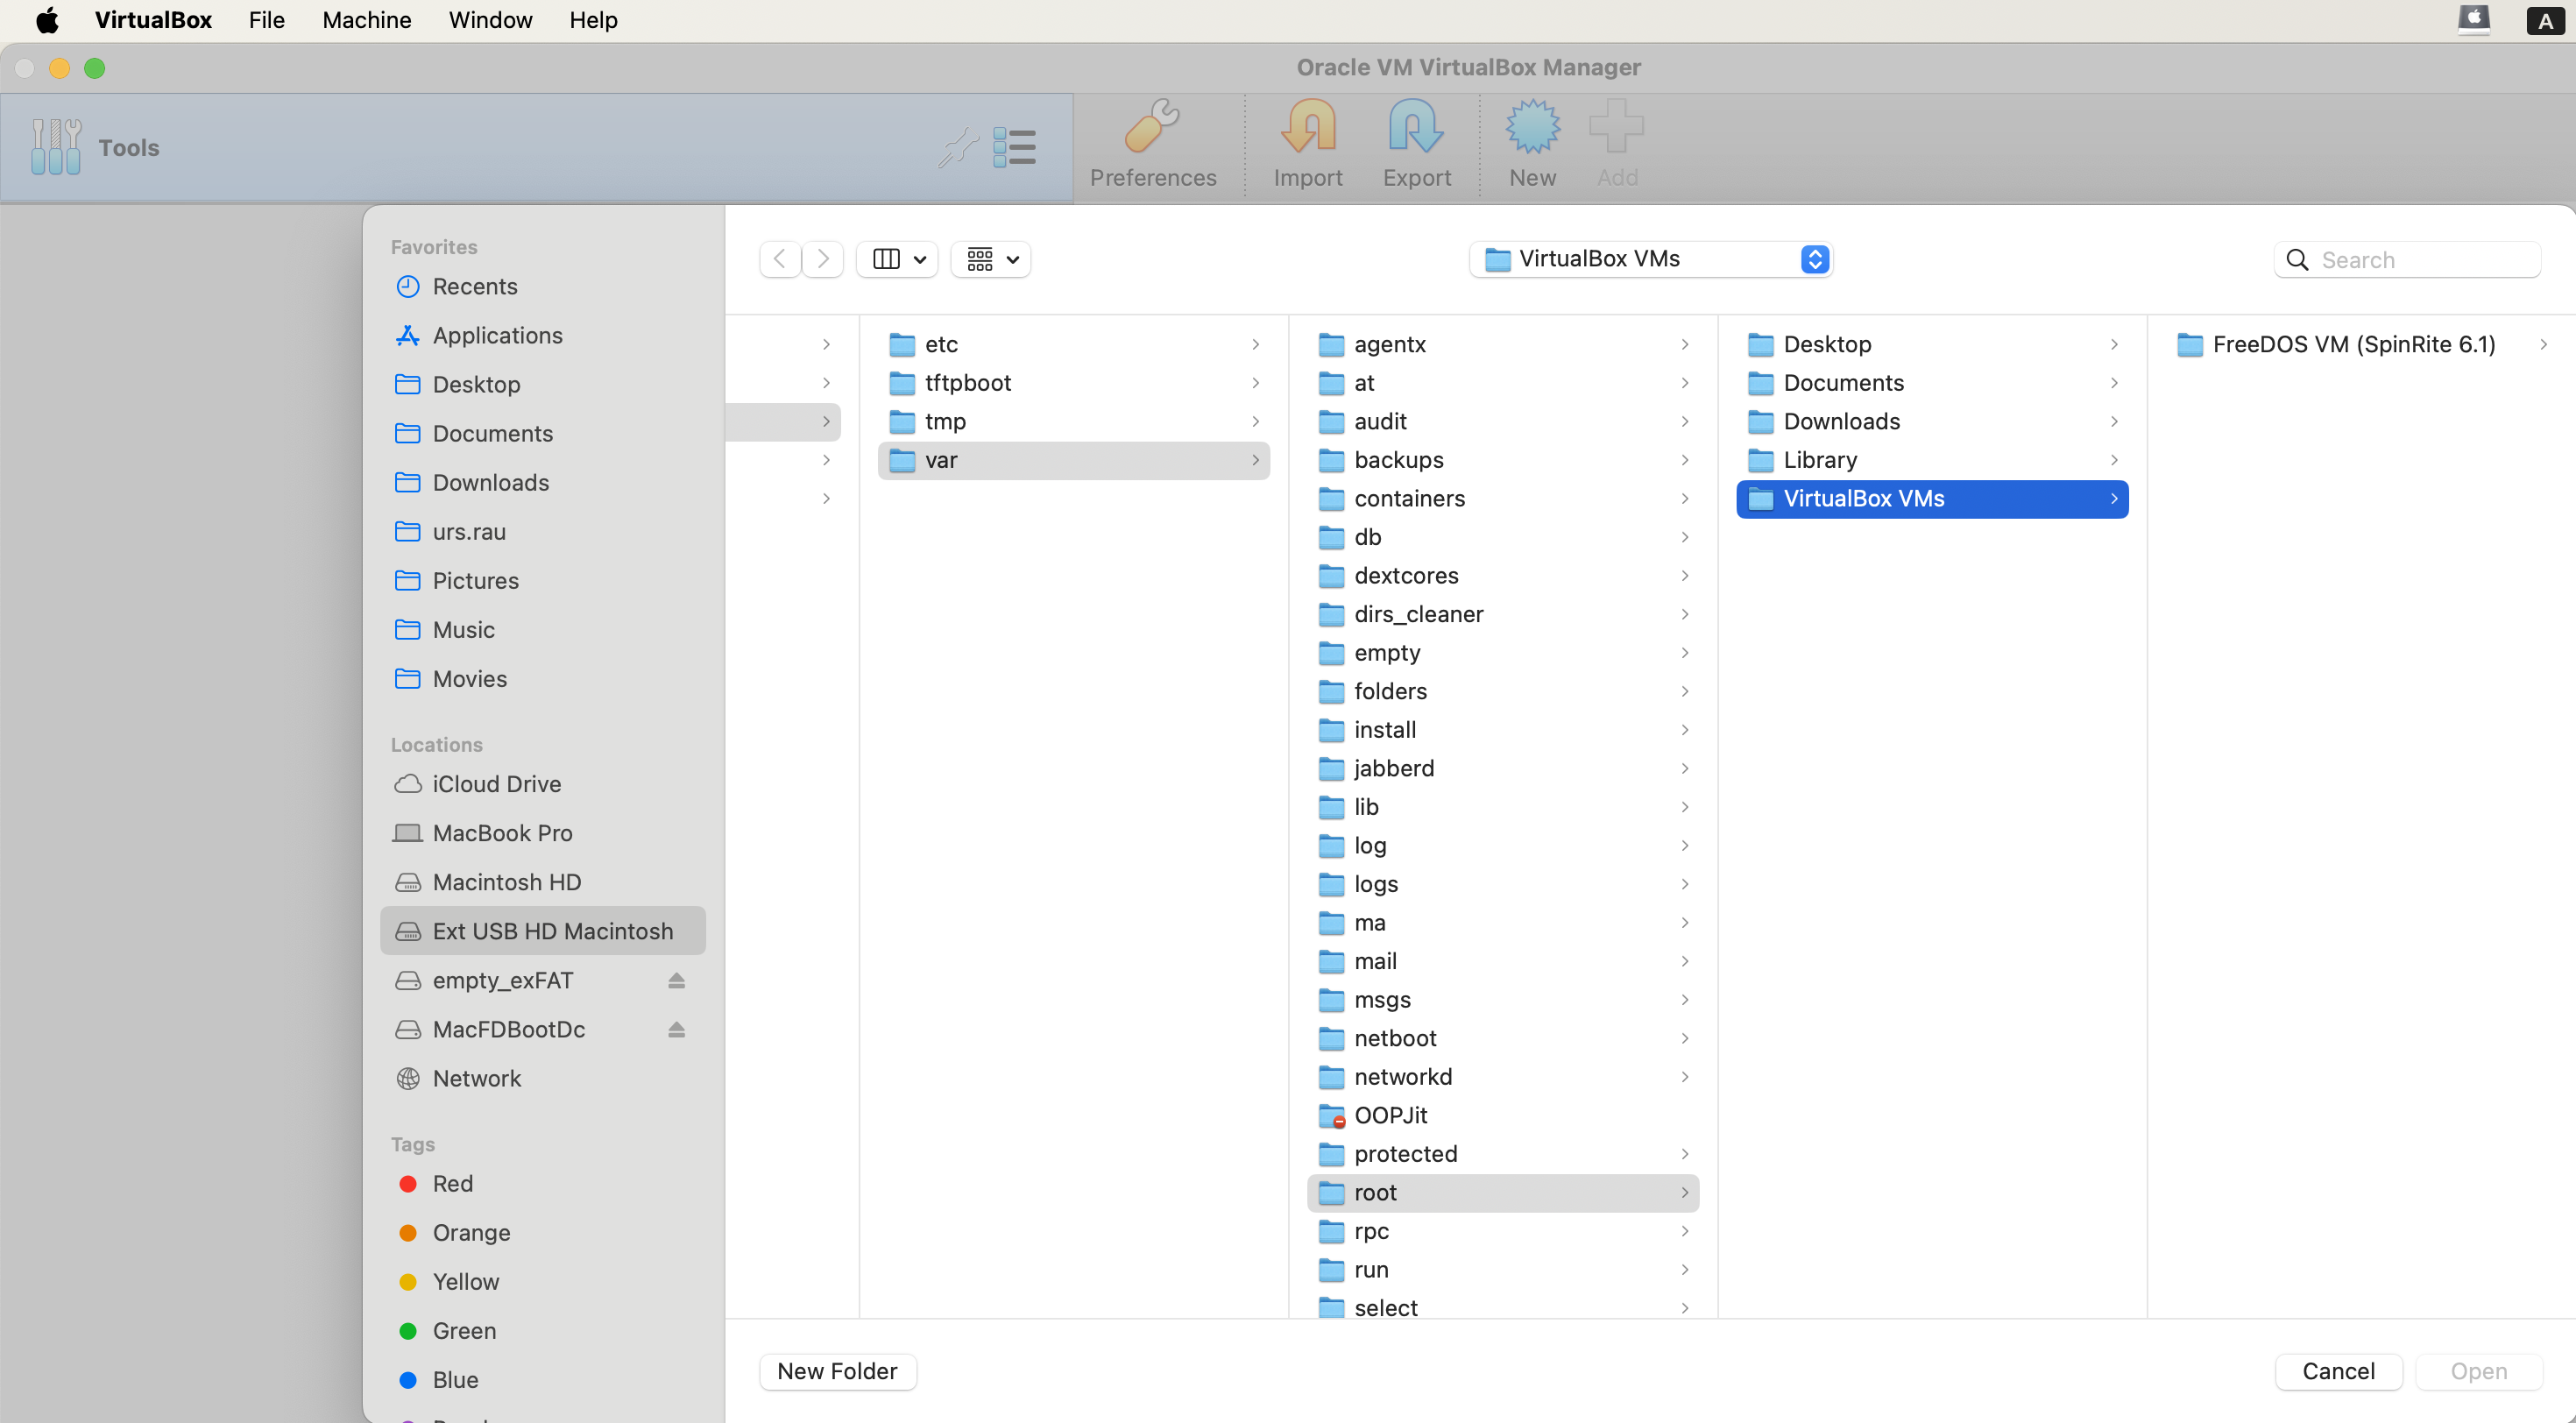 VirtualBox File Machine Window Help A
Oracle VM VirtualBox Manager
Tools
Preferences Import Export New Add
Favorites
Recents
Applications
Desktop
Documents
Downloads
urs.rau
Pictures
Music
Movies
Locations
iCloud Drive
MacBook Pro
Macintosh HD
Ext USB HD Macintosh
empty_exFAT
MacFDBootDc
Network
Tags
Red
Orange
Yellow
Green
Blue
VirtualBox VMs
Search
etc
tftpboot
tmp
var
agentx
at
audit
backups
containers
db
dextcores
dirs_cleaner
empty
folders
install
jabberd
lib
log
logs
ma
mail
msgs
netboot
networkd
OOPJit
protected
root
rpc
run
select
Desktop
Documents
Downloads
Library
VirtualBox VMs
FreeDOS VM (SpinRite 6.1)
New Folder
Cancel Open